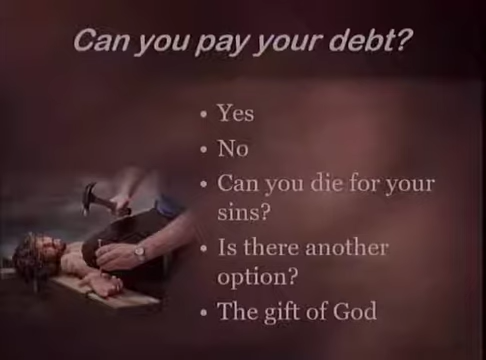 Can you pay your debt?
• Yes
• No
• Can you die for your
sins?
• Is there another
option?
• The gift of God